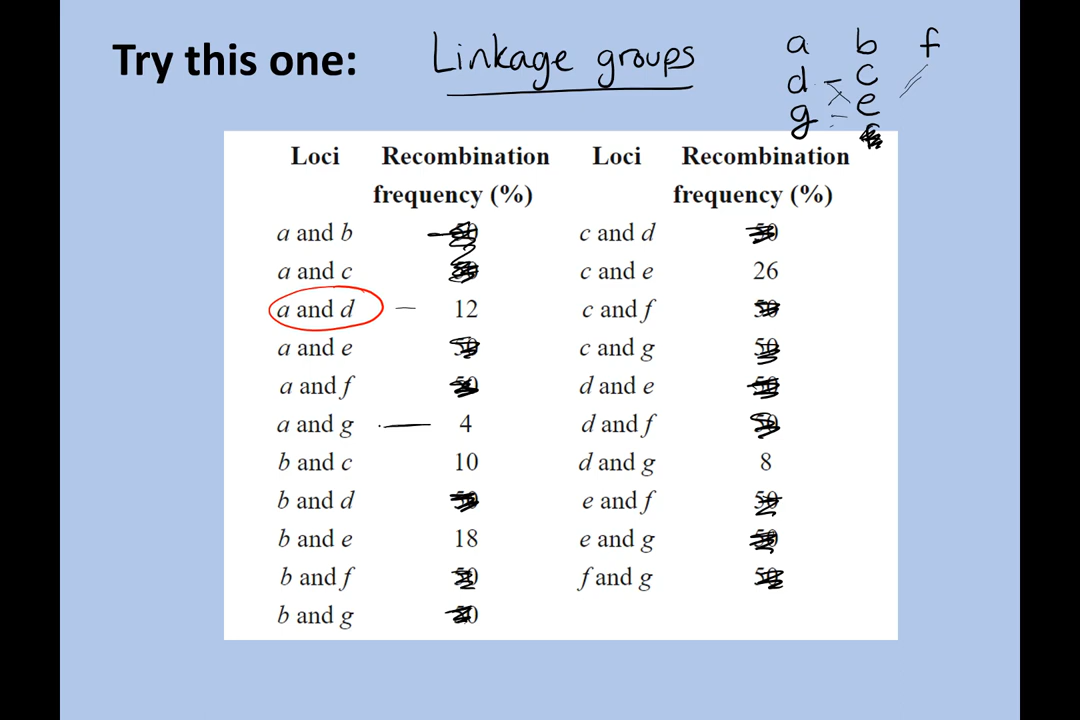 Try this one: Linkage groups
a b f
d c
g e
Loci Recombination frequency (%) Loci Recombination frequency (%)
a and b 50 c and d 50
a and c 50 c and e 26
a and d 12 c and f 50
a and e 50 c and g 50
a and f 50 d and e 50
a and g 4 d and f 50
b and c 10 d and g 8
b and d 50 e and f 50
b and e 18 e and g 50
b and f 50 f and g 50
b and g 50